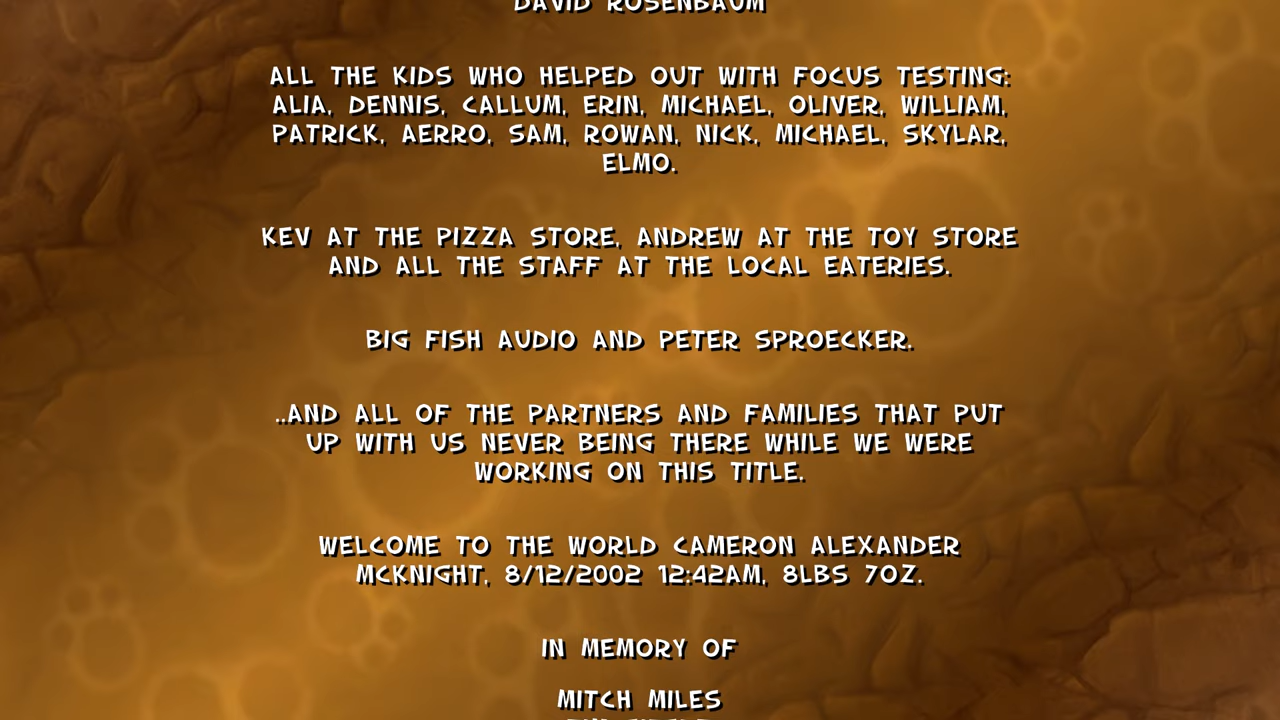 DAVID ROSENBAUM
ALL THE KIDS WHO HELPED OUT WITH FOCUS TESTING:
ALIA, DENNIS, CALLUM, ERIN, MICHAEL, OLIVER, WILLIAM,
PATRICK, AERRO, SAM, ROWAN, NICK, MICHAEL, SKYLAR,
ELMO.
KEV AT THE PIZZA STORE, ANDREW AT THE TOY STORE
AND ALL THE STAFF AT THE LOCAL EATERIES.
BIG FISH AUDIO AND PETER SPROECKER.
..AND ALL OF THE PARTNERS AND FAMILIES THAT PUT
UP WITH US NEVER BEING THERE WHILE WE WERE
WORKING ON THIS TITLE.
WELCOME TO THE WORLD CAMERON ALEXANDER
MCKNIGHT, 8/12/2002 12:42AM, 8LBS 7OZ.
IN MEMORY OF
MITCH MILES